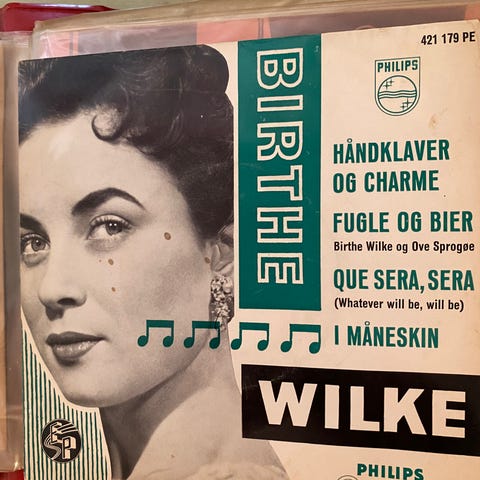 421 179 PE
PHILIPS
BIRTHE
HÅNDKLAVER
OG CHARME
FUGLE OG BIER
Birthe Wilke og Ove Sprogøe
QUE SERA, SERA
(Whatever will be, will be)
I MÅNESKIN
WILKE
PHILIPS